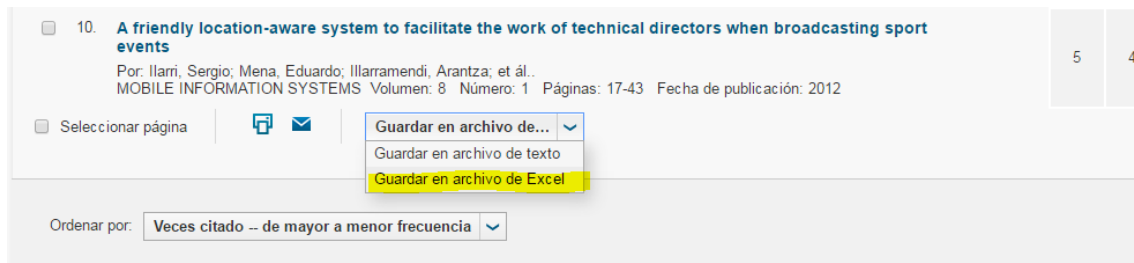 10. A friendly location-aware system to facilitate the work of technical directors when broadcasting sport
events
5 4
Por: Ilarri, Sergio; Mena, Eduardo; Illarramendi, Arantza; et ál..
MOBILE INFORMATION SYSTEMS Volumen: 8 Número: 1 Páginas: 17-43 Fecha de publicación: 2012
Seleccionar página Guardar en archivo de...
Guardar en archivo de texto
Guardar en archivo de Excel
Ordenar por: Veces citado -- de mayor a menor frecuencia